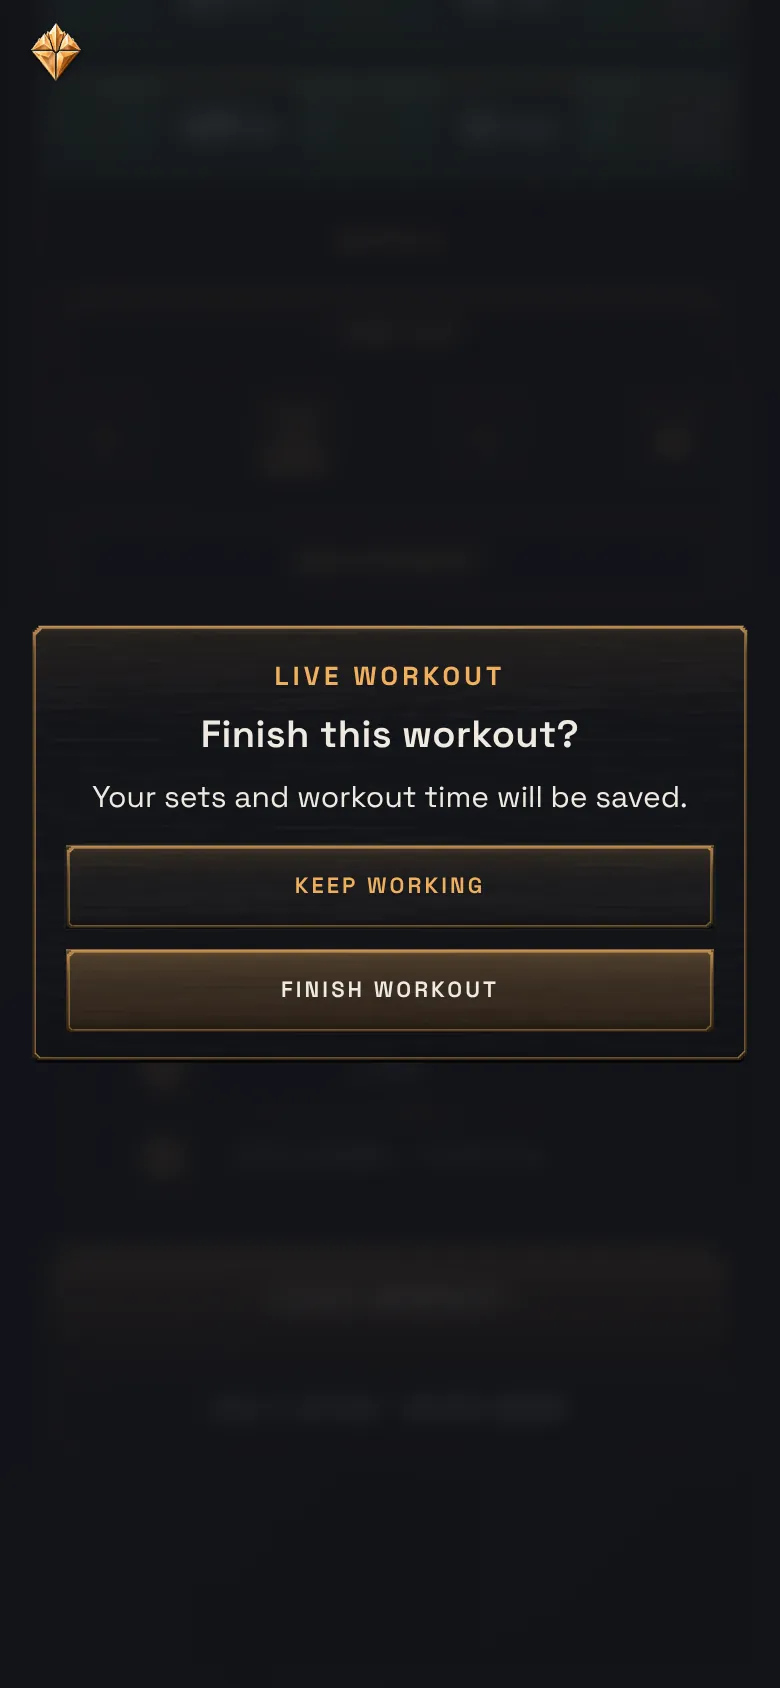 LIVE WORKOUT
Finish this workout?
Your sets and workout time will be saved.
KEEP WORKING
FINISH WORKOUT